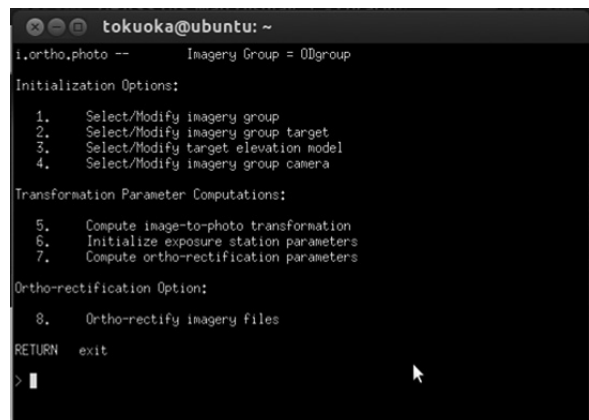 tokuoka@ubuntu: ~
i.ortho.photo -- Imagery Group = ODgroup
Initialization Options:
1. Select/Modify imagery group
2. Select/Modify imagery group target
3. Select/Modify target elevation model
4. Select/Modify imagery group camera
Transformation Parameter Computations:
5. Compute image-to-photo transformation
6. Initialize exposure station parameters
7. Compute ortho-rectification parameters
Ortho-rectification Option:
8. Ortho-rectify imagery files
RETURN exit
>